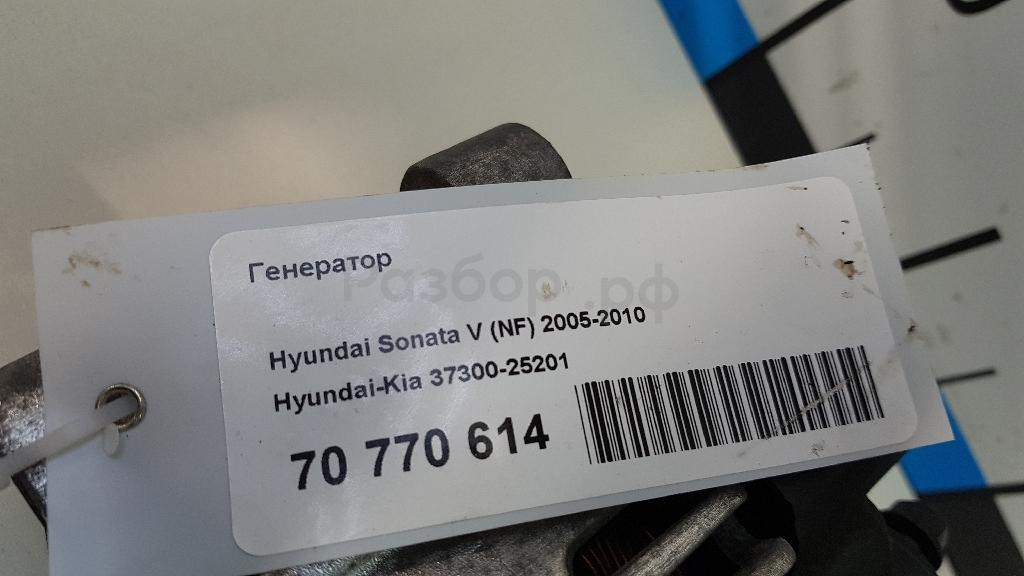 Генератор
Разбор.рф
Hyundai Sonata V (NF) 2005-2010
Hyundai-Kia 37300-25201
70 770 614